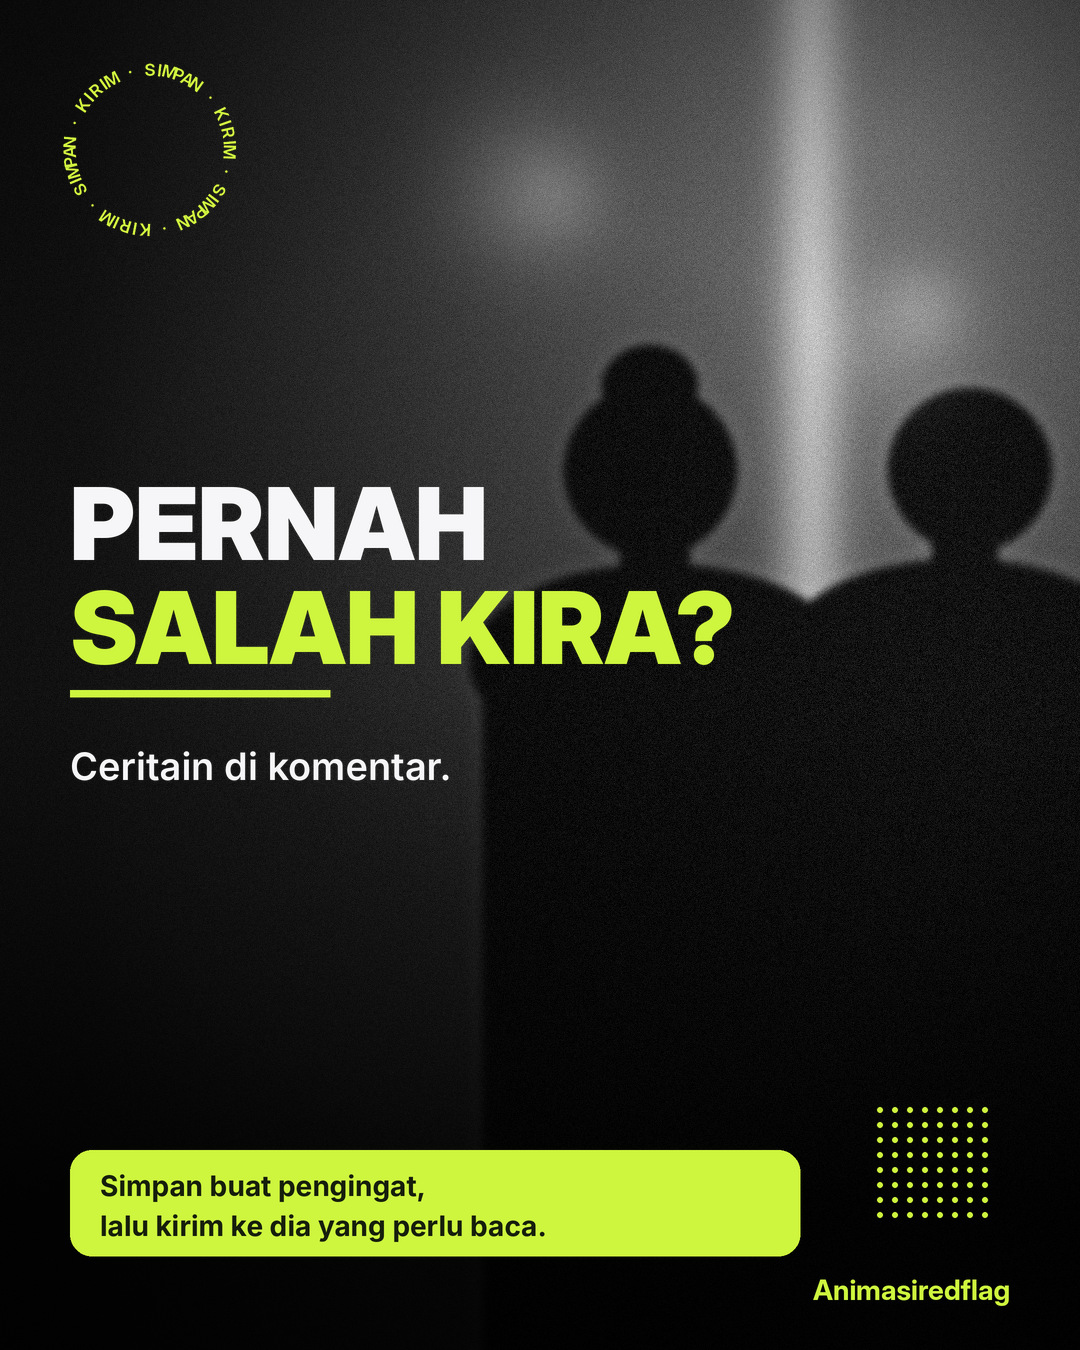 SIMPAN · KIRIM · SIMPAN · KIRIM · SIMPAN · KIRIM ·
PERNAH
SALAH KIRA?
Ceritain di komentar.
Simpan buat pengingat,
lalu kirim ke dia yang perlu baca.
Animasiredflag